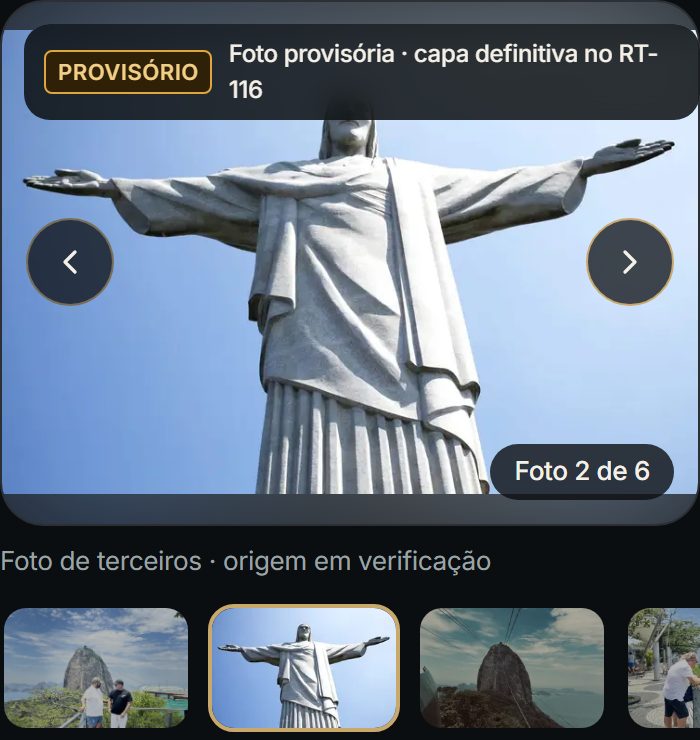 PROVISÓRIO
Foto provisória · capa definitiva no RT-
116
Foto 2 de 6
Foto de terceiros · origem em verificação